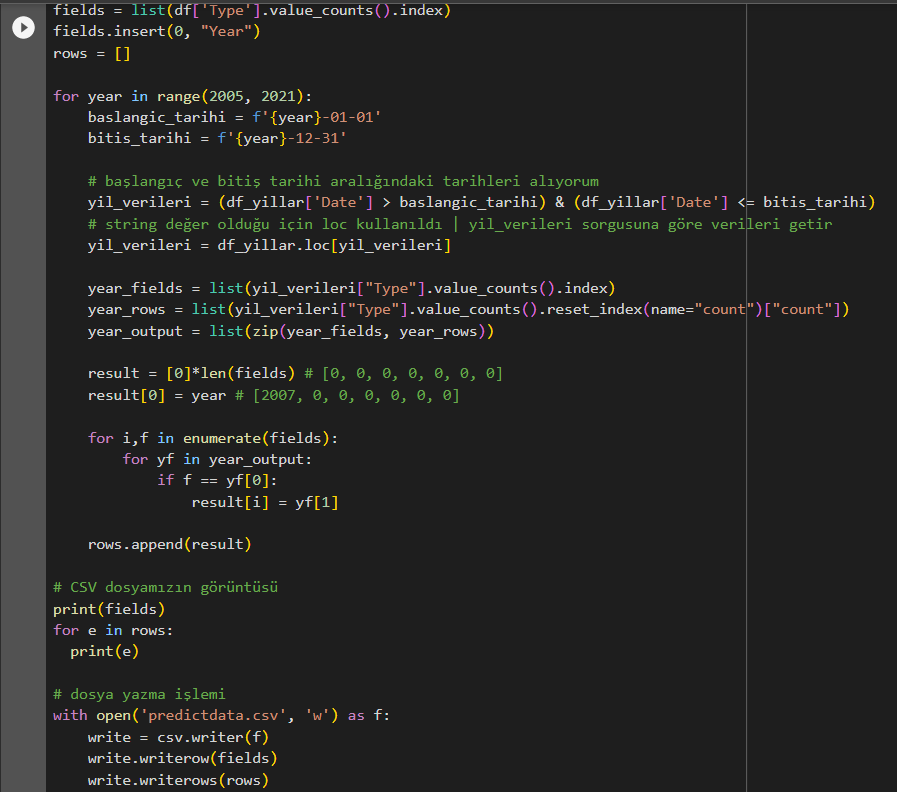 fields = list(df['Type'].value_counts().index)
fields.insert(0, "Year")
rows = []
for year in range(2005, 2021):
    baslangic_tarihi = f'{year}-01-01'
    bitis_tarihi = f'{year}-12-31'
    # başlangıç ve bitiş tarihi aralığındaki tarihleri alıyorum
    yil_verileri = (df_yillar['Date'] > baslangic_tarihi) & (df_yillar['Date'] <= bitis_tarihi)
    # string değer olduğu için loc kullanıldı | yil_verileri sorgusuna göre verileri getir
    yil_verileri = df_yillar.loc[yil_verileri]
    year_fields = list(yil_verileri["Type"].value_counts().index)
    year_rows = list(yil_verileri["Type"].value_counts().reset_index(name="count")["count"])
    year_output = list(zip(year_fields, year_rows))
    result = [0]*len(fields) # [0, 0, 0, 0, 0, 0, 0]
    result[0] = year # [2007, 0, 0, 0, 0, 0, 0]
    for i,f in enumerate(fields):
        for yf in year_output:
            if f == yf[0]:
                result[i] = yf[1]
    rows.append(result)
# CSV dosyamızın görüntüsü
print(fields)
for e in rows:
  print(e)
# dosya yazma işlemi
with open('predictdata.csv', 'w') as f:
    write = csv.writer(f)
    write.writerow(fields)
    write.writerows(rows)